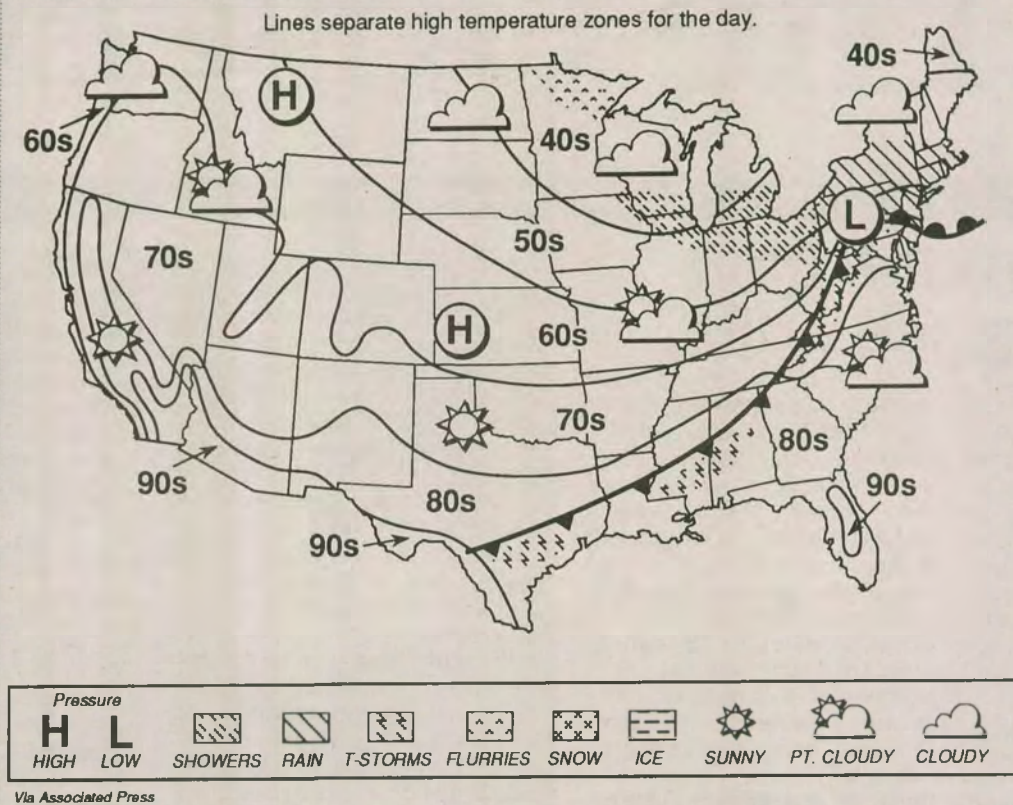 Lines separate high temperature zones for the day.
40s
H
60s
40s
L
70s
50s
H
60s
70s
80s
90s
80s
90s
90s
Pressure
H L
HIGH LOW SHOWERS RAIN T-STORMS FLURRIES SNOW ICE SUNNY PT. CLOUDY CLOUDY
Via Associated Press